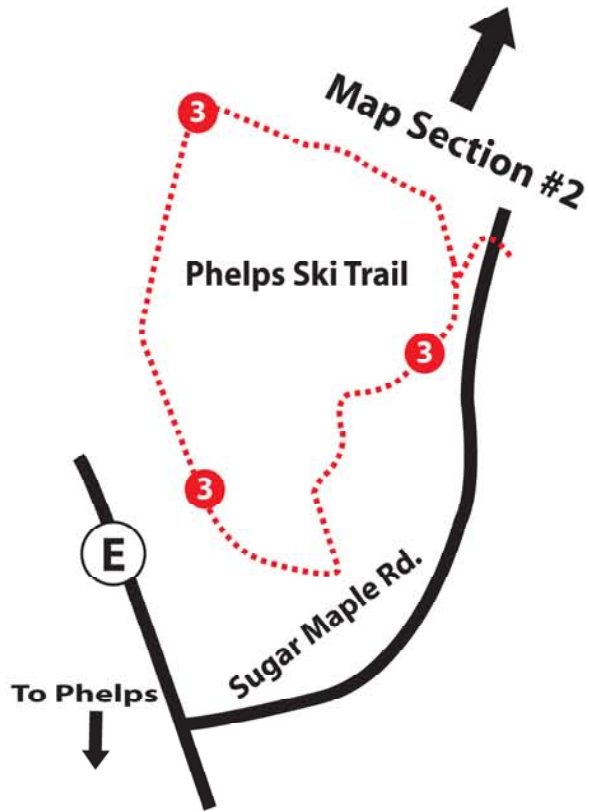 3
Map Section #2
Phelps Ski Trail
3
3
E
Sugar Maple Rd.
To Phelps